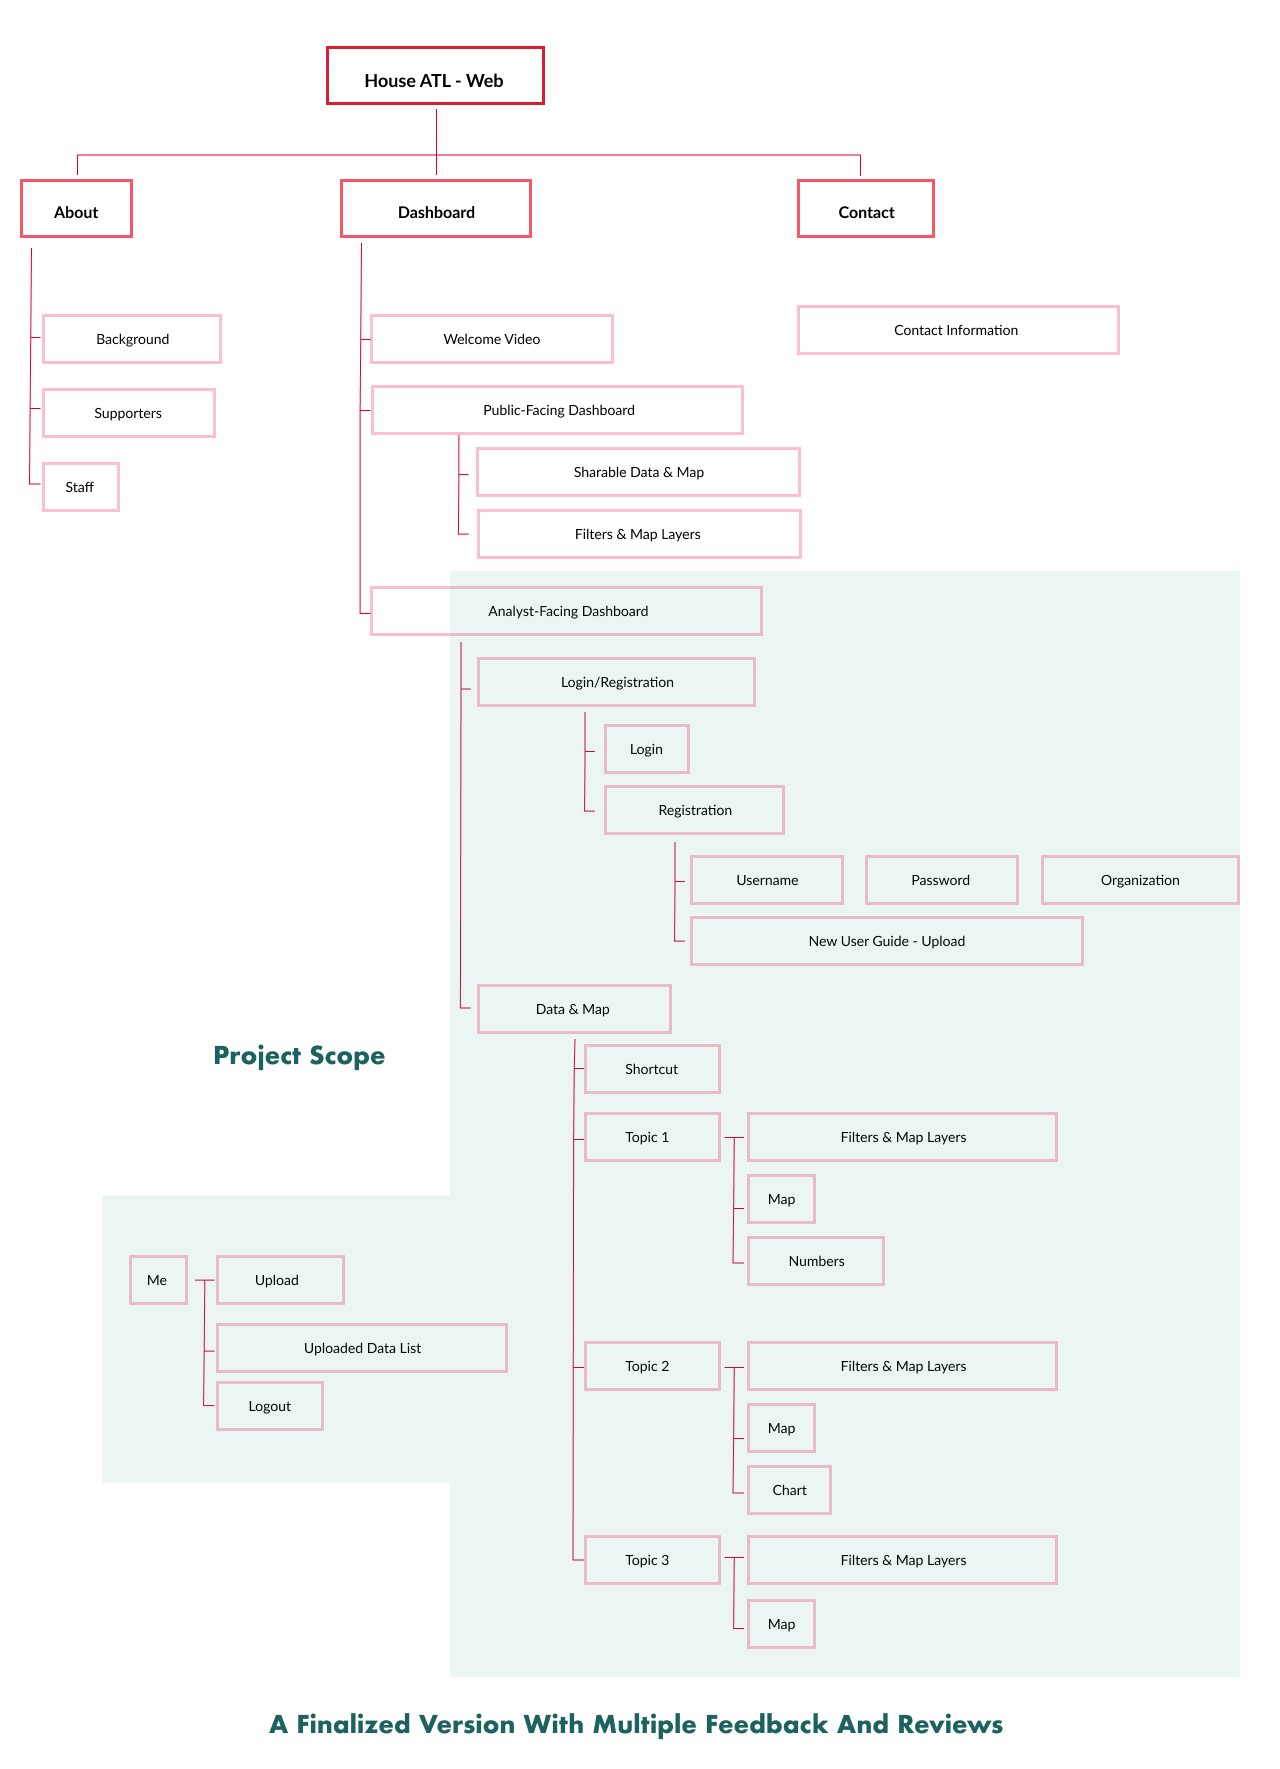 House ATL - Web
About
Dashboard
Contact
Background
Supporters
Staff
Welcome Video
Public-Facing Dashboard
Sharable Data & Map
Filters & Map Layers
Contact Information
Analyst-Facing Dashboard
Login/Registration
Login
Registration
Username
Password
Organization
New User Guide - Upload
Data & Map
Project Scope
Shortcut
Topic 1
Filters & Map Layers
Map
Numbers
Me
Upload
Uploaded Data List
Logout
Topic 2
Filters & Map Layers
Map
Chart
Topic 3
Filters & Map Layers
Map
A Finalized Version With Multiple Feedback And Reviews